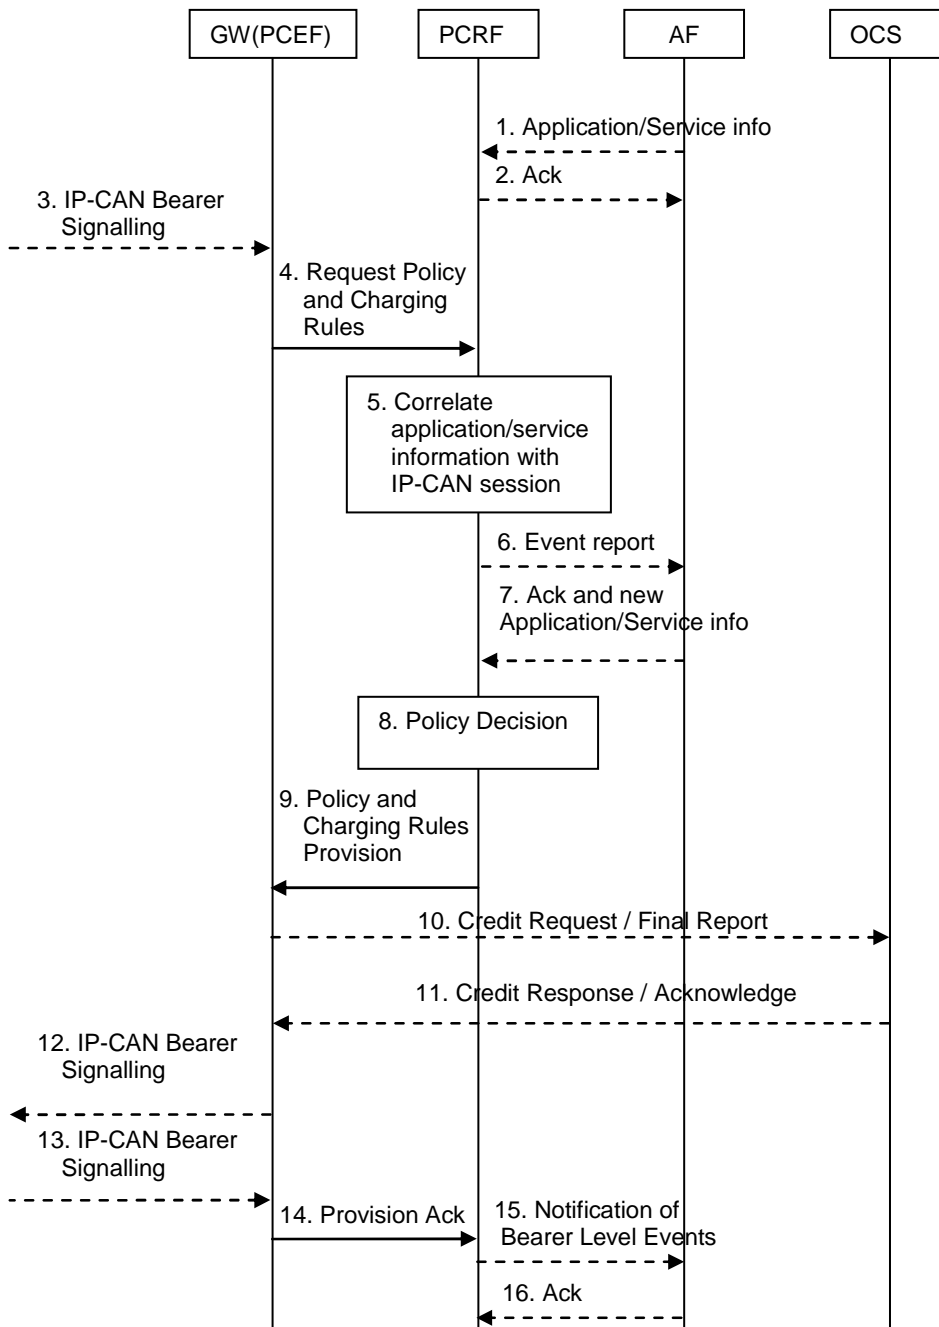 GW(PCEF)
PCRF
AF
OCS
1. Application/Service info
2. Ack
3. IP-CAN Bearer
Signalling
4. Request Policy
and Charging
Rules
5. Correlate
application/service
information with
IP-CAN session
6. Event report
7. Ack and new
Application/Service info
8. Policy Decision
9. Policy and
Charging Rules
Provision
10. Credit Request / Final Report
11. Credit Response / Acknowledge
12. IP-CAN Bearer
Signalling
13. IP-CAN Bearer
Signalling
14. Provision Ack
15. Notification of
Bearer Level Events
16. Ack